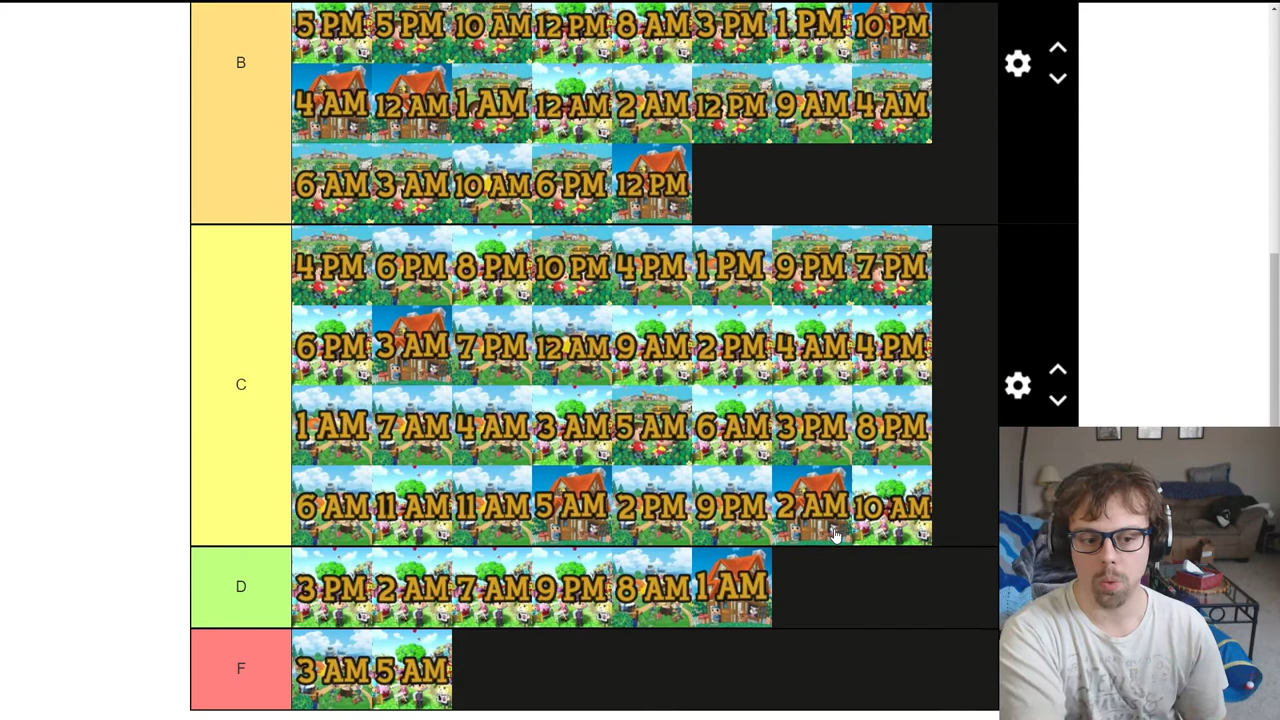 B
5 PM 5 PM 10 AM 12 PM 8 AM 3 PM 1 PM 10 PM
4 AM 12 AM 1 AM 12 AM 2 AM 12 PM 9 AM 4 AM
6 AM 3 AM 10 AM 6 PM 12 PM
C
4 PM 6 PM 8 PM 10 PM 4 PM 1 PM 9 PM 7 PM
6 PM 3 AM 7 PM 12 AM 9 AM 2 PM 4 AM 4 PM
1 AM 7 AM 4 AM 3 AM 5 AM 6 AM 3 PM 8 PM
6 AM 11 AM 11 AM 5 AM 2 PM 9 PM 2 AM 10 AM
D
3 PM 2 AM 7 AM 9 PM 8 AM 1 AM
F
3 AM 5 AM